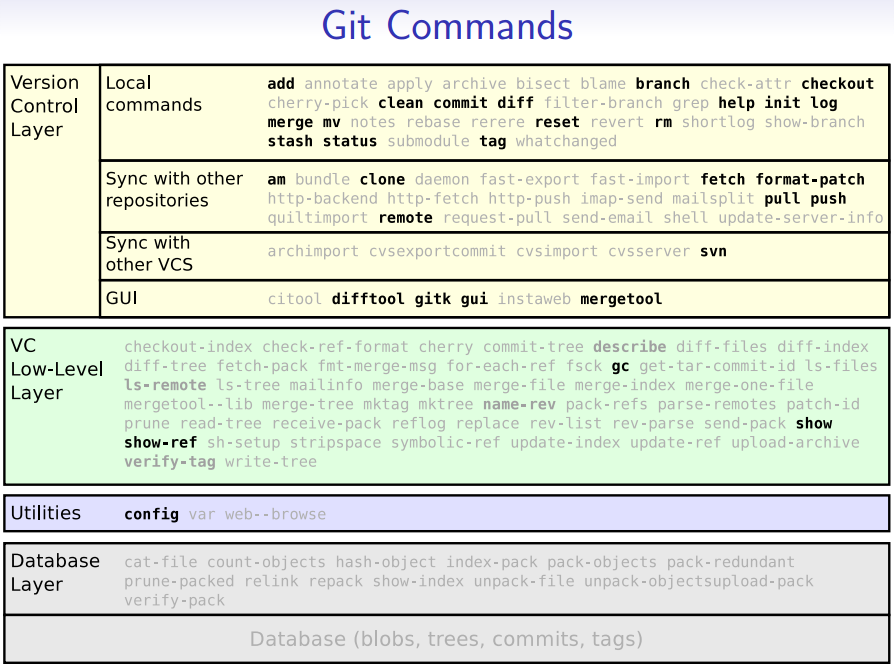 Git Commands
Version
Control
Layer
Local
commands
add annotate apply archive bisect blame branch check-attr checkout
cherry-pick clean commit diff filter-branch grep help init log
merge mv notes rebase rerere reset revert rm shortlog show-branch
stash status submodule tag whatchanged
Sync with other
repositories
am bundle clone daemon fast-export fast-import fetch format-patch
http-backend http-fetch http-push imap-send mailsplit pull push
quiltimport remote request-pull send-email shell update-server-info
Sync with
other VCS
archimport cvsexportcommit cvsimport cvsserver svn
GUI
citool difftool gitk gui instaweb mergetool
VC
Low-Level
Layer
checkout-index check-ref-format cherry commit-tree describe diff-files diff-index
diff-tree fetch-pack fmt-merge-msg for-each-ref fsck gc get-tar-commit-id ls-files
ls-remote ls-tree mailinfo merge-base merge-file merge-index merge-one-file
mergetool--lib merge-tree mktag mktree name-rev pack-refs parse-remotes patch-id
prune read-tree receive-pack reflog replace rev-list rev-parse send-pack show
show-ref sh-setup stripspace symbolic-ref update-index update-ref upload-archive
verify-tag write-tree
Utilities
config var web--browse
Database
Layer
cat-file count-objects hash-object index-pack pack-objects pack-redundant
prune-packed relink repack show-index unpack-file unpack-objectsupload-pack
verify-pack
Database (blobs, trees, commits, tags)